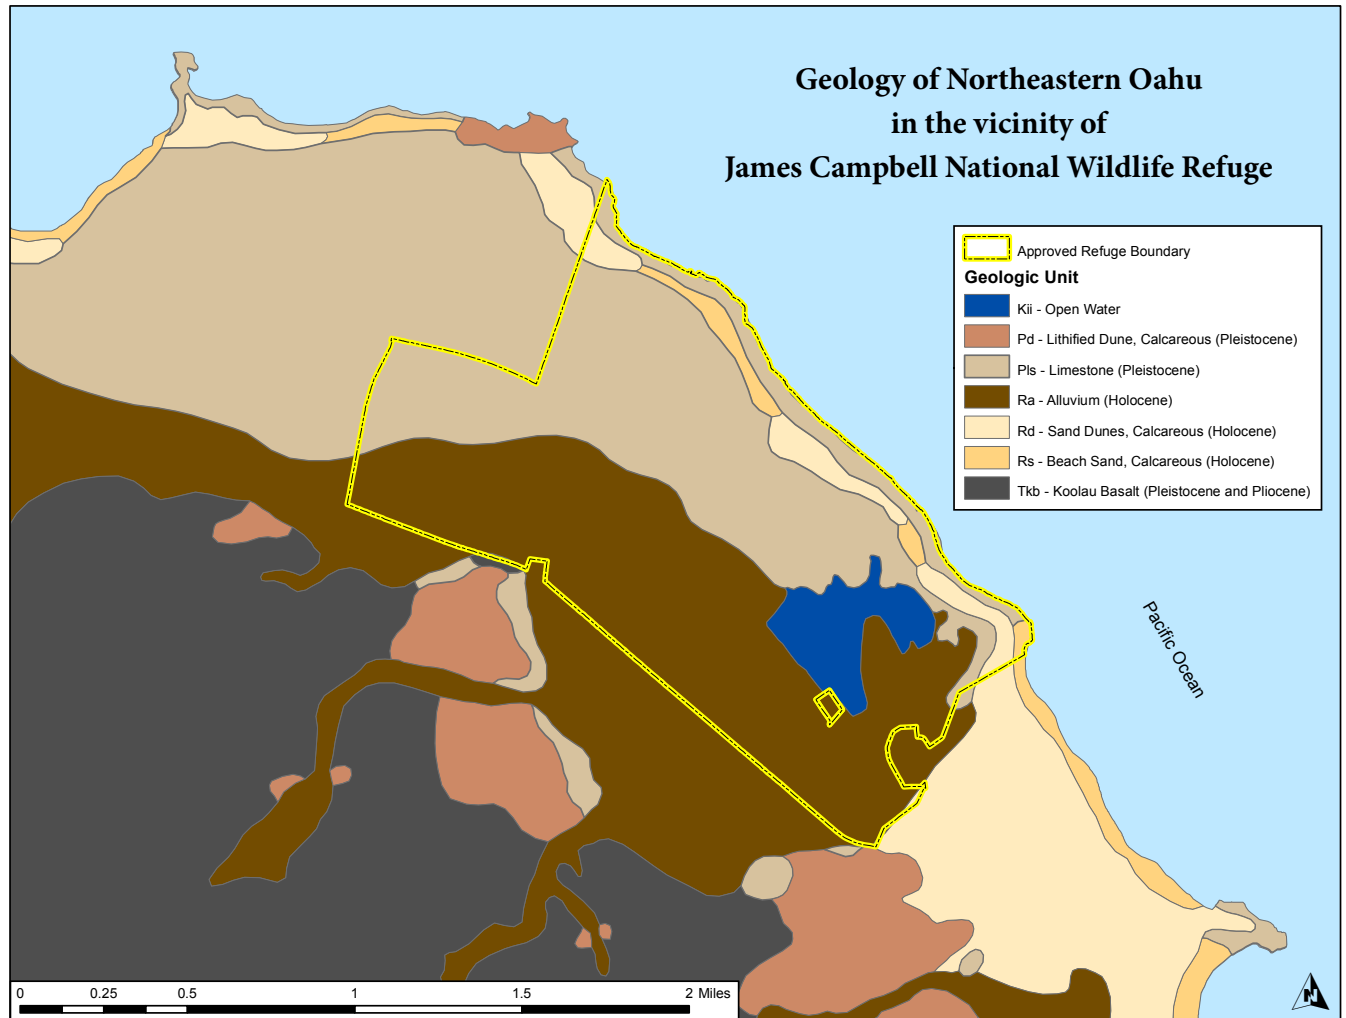 Geology of Northeastern Oahu
in the vicinity of
James Campbell National Wildlife Refuge
Approved Refuge Boundary
Geologic Unit
Kii - Open Water
Pd - Lithified Dune, Calcareous (Pleistocene)
Pls - Limestone (Pleistocene)
Ra - Alluvium (Holocene)
Rd - Sand Dunes, Calcareous (Holocene)
Rs - Beach Sand, Calcareous (Holocene)
Tkb - Koolau Basalt (Pleistocene and Pliocene)
Pacific Ocean
0 0.25 0.5 1 1.5 2 Miles
N